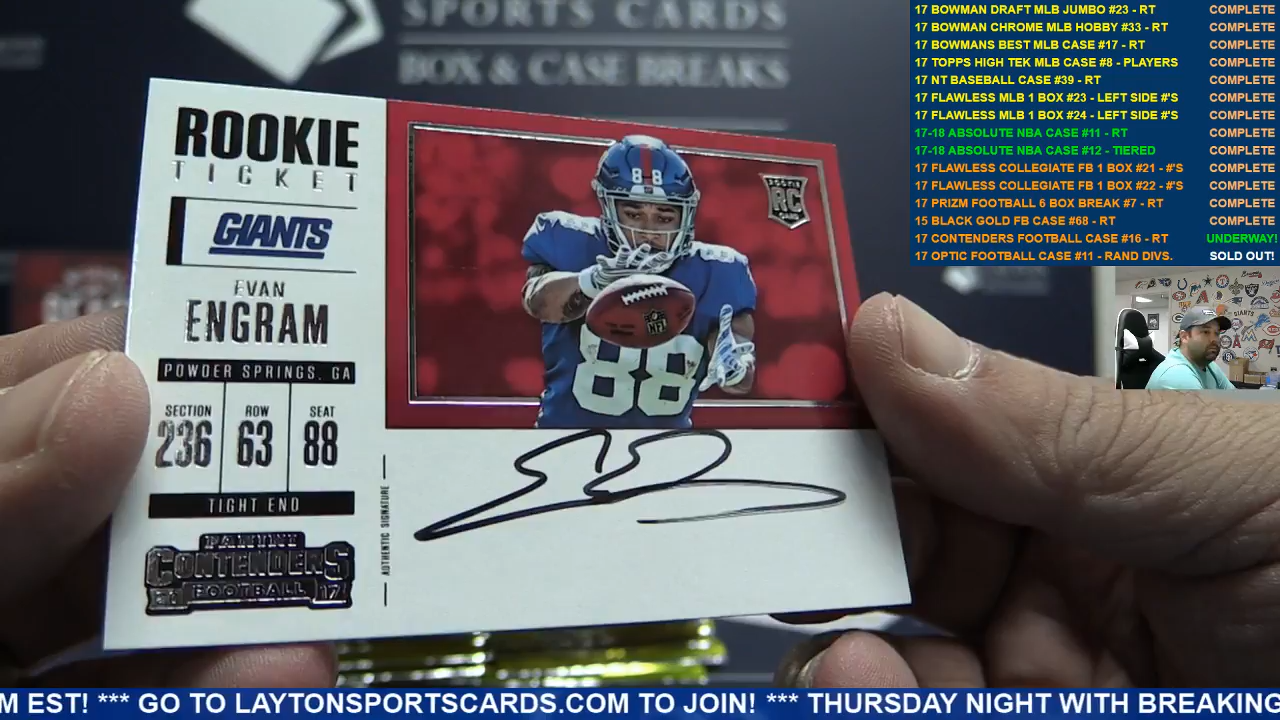 SPORTS CARDS
BOX & CASE BREAKS
ROOKIE
TICKET
GIANTS
EVAN
ENGRAM
POWDER SPRINGS, GA
SECTION ROW SEAT
236 63 88
TIGHT END
PANINI
CONTENDERS
FOOTBALL 17
AUTHENTIC SIGNATURE
88
ROOKIE
RC
CARD
NFL
88
17 BOWMAN DRAFT MLB JUMBO #23 - RT COMPLETE
17 BOWMAN CHROME MLB HOBBY #33 - RT COMPLETE
17 BOWMANS BEST MLB CASE #17 - RT COMPLETE
17 TOPPS HIGH TEK MLB CASE #8 - PLAYERS COMPLETE
17 NT BASEBALL CASE #39 - RT COMPLETE
17 FLAWLESS MLB 1 BOX #23 - LEFT SIDE #'S COMPLETE
17 FLAWLESS MLB 1 BOX #24 - LEFT SIDE #'S COMPLETE
17-18 ABSOLUTE NBA CASE #11 - RT COMPLETE
17-18 ABSOLUTE NBA CASE #12 - TIERED COMPLETE
17 FLAWLESS COLLEGIATE FB 1 BOX #21 - #'S COMPLETE
17 FLAWLESS COLLEGIATE FB 1 BOX #22 - #'S COMPLETE
17 PRIZM FOOTBALL 6 BOX BREAK #7 - RT COMPLETE
15 BLACK GOLD FB CASE #68 - RT COMPLETE
17 CONTENDERS FOOTBALL CASE #16 - RT UNDERWAY!
17 OPTIC FOOTBALL CASE #11 - RAND DIVS. SOLD OUT!
M EST! *** GO TO LAYTONSPORTSCARDS.COM TO JOIN! *** THURSDAY NIGHT WITH BREAKING